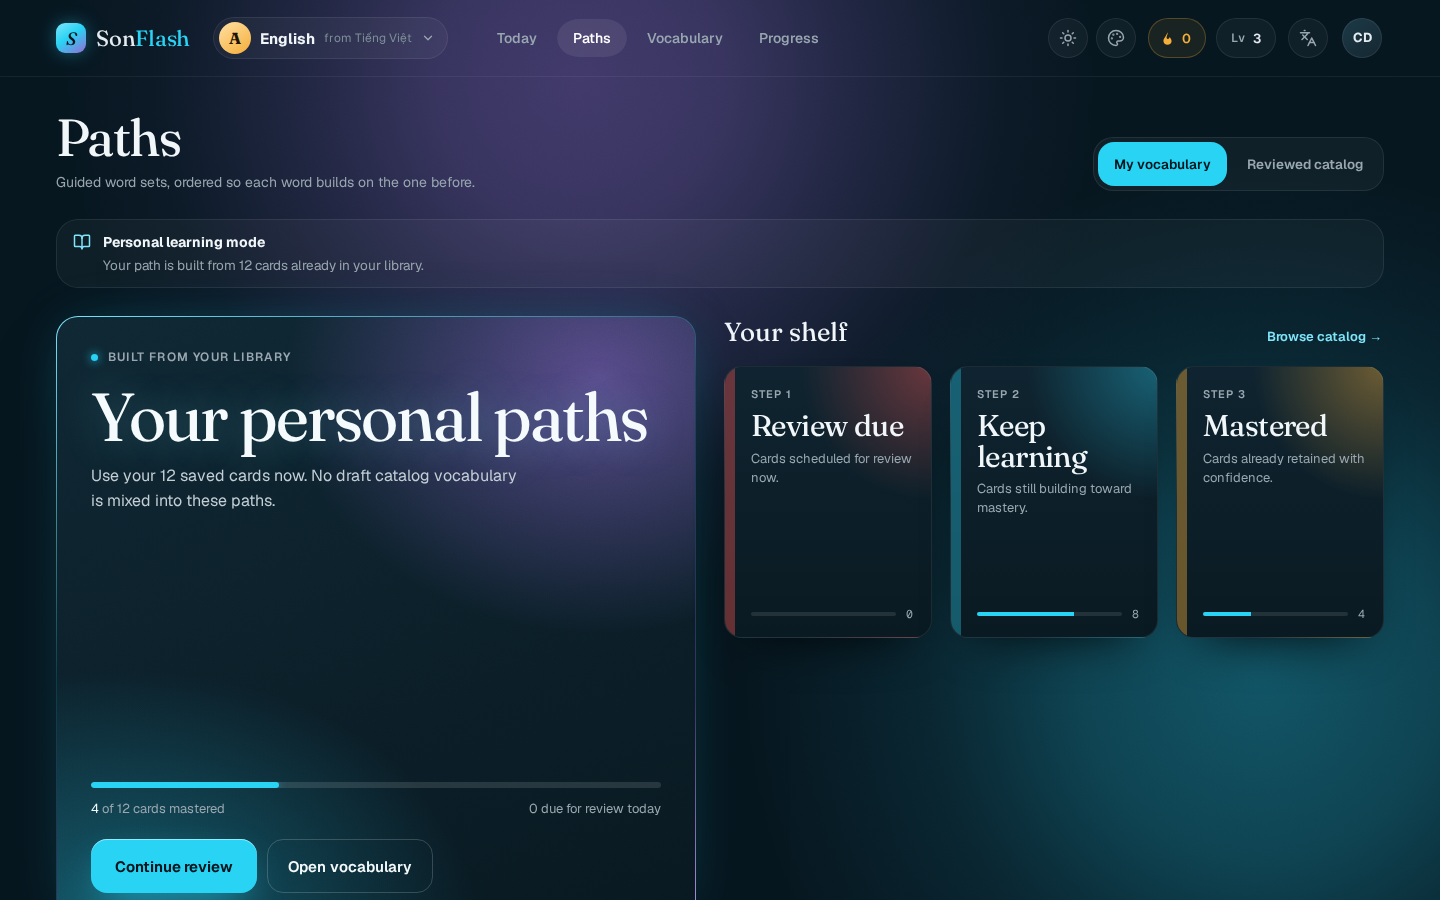 S SonFlash
A English from Tiếng Việt
Today Paths Vocabulary Progress
0
Lv 3
CD
Paths
Guided word sets, ordered so each word builds on the one before.
My vocabulary
Reviewed catalog
Personal learning mode
Your path is built from 12 cards already in your library.
BUILT FROM YOUR LIBRARY
Your personal paths
Use your 12 saved cards now. No draft catalog vocabulary
is mixed into these paths.
4 of 12 cards mastered
0 due for review today
Continue review
Open vocabulary
Your shelf
Browse catalog →
STEP 1
Review due
Cards scheduled for review
now.
0
STEP 2
Keep
learning
Cards still building toward
mastery.
8
STEP 3
Mastered
Cards already retained with
confidence.
4